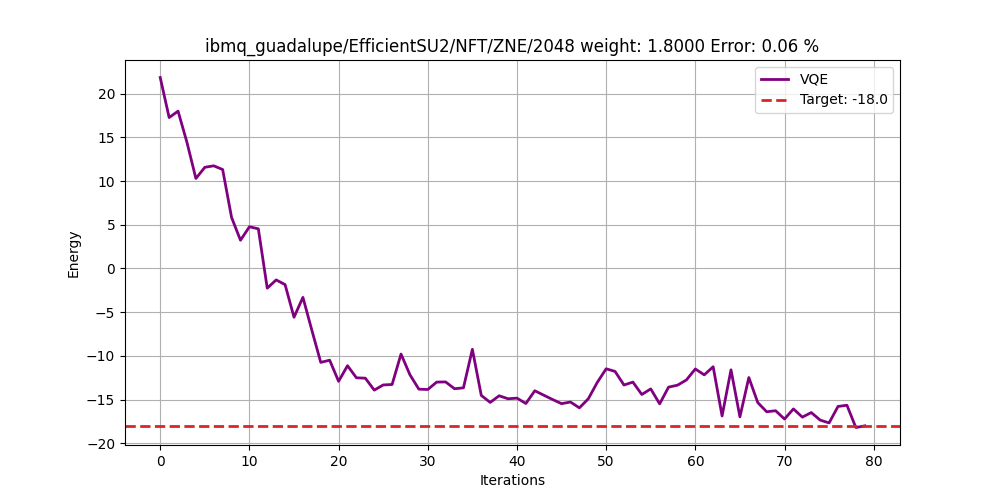 ibmq_guadalupe/EfficientSU2/NFT/ZNE/2048 weight: 1.8000 Error: 0.06 %
VQE
Target: -18.0
20
15
10
5
0
−5
−10
−15
−20
Energy
0 10 20 30 40 50 60 70 80
Iterations